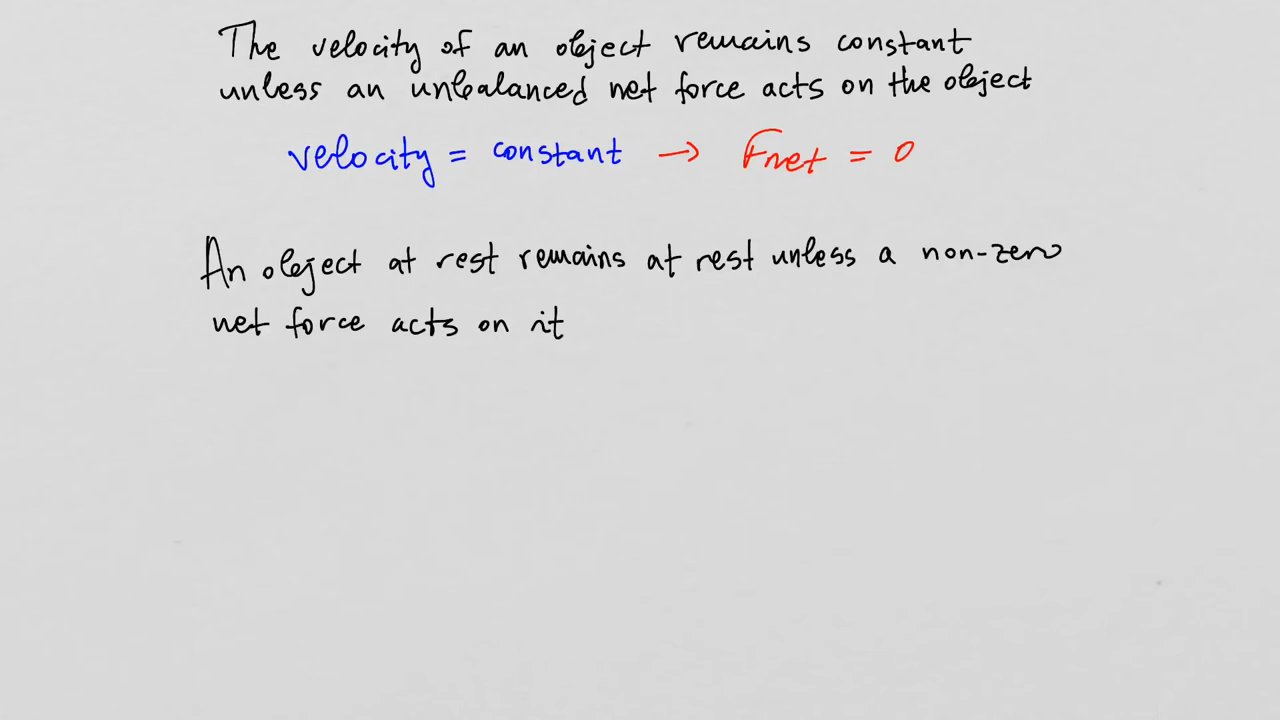 The velocity of an object remains constant
unless an unbalanced net force acts on the object
velocity = constant → Fnet = 0
An object at rest remains at rest unless a non-zero
net force acts on it